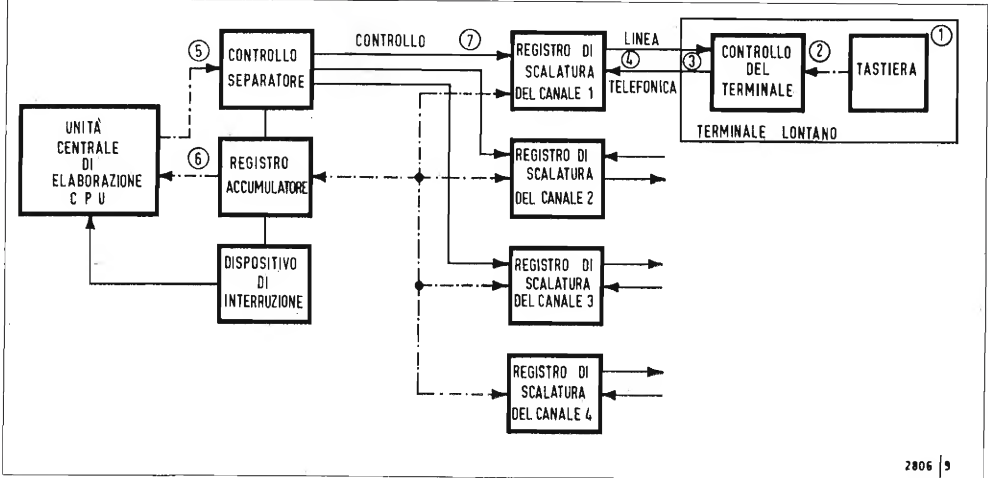 ⑤
CONTROLLO
SEPARATORE
CONTROLLO
⑦
REGISTRO DI
SCALATURA
DEL CANALE 1
LINEA
④
③
TELEFONICA
CONTROLLO
DEL
TERMINALE
②
①
TASTIERA
TERMINALE LONTANO
UNITÀ
CENTRALE
DI
ELABORAZIONE
C P U
⑥
REGISTRO
ACCUMULATORE
REGISTRO DI
SCALATURA
DEL CANALE 2
DISPOSITIVO
DI
INTERRUZIONE
REGISTRO DI
SCALATURA
DEL CANALE 3
REGISTRO DI
SCALATURA
DEL CANALE 4
2806 | 9